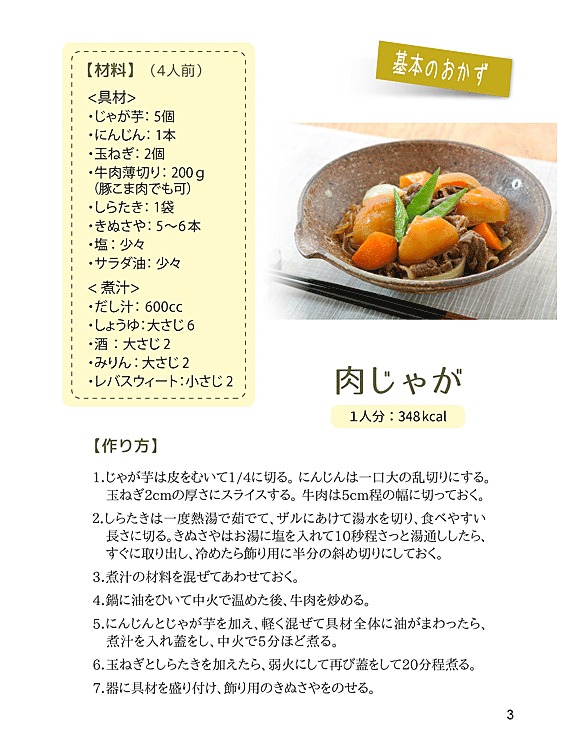 【材料】（4人前）
<具材>
・じゃが芋： 5個
・にんじん： 1本
・玉ねぎ： 2個
・牛肉薄切り： 200ｇ
（豚こま肉でも可）
・しらたき： 1袋
・きぬさや： 5〜6本
・塩： 少々
・サラダ油： 少々
< 煮汁>
・だし汁： 600cc
・しょうゆ：大さじ 6
・酒 ： 大さじ 2
・みりん： 大さじ 2
・レバスウィート：小さじ 2
基本のおかず
肉じゃが
1人分：348kcal
【作り方】
1.じゃが芋は皮をむいて1/4に切る。にんじんは一口大の乱切りにする。
玉ねぎ2cmの厚さにスライスする。牛肉は5cm程の幅に切っておく。
2.しらたきは一度熱湯で茹でて、ザルにあけて湯水を切り、食べやすい
長さに切る。きぬさやはお湯に塩を入れて10秒程さっと湯通ししたら、
すぐに取り出し、冷めたら飾り用に半分の斜め切りにしておく。
3.煮汁の材料を混ぜてあわせておく。
4.鍋に油をひいて中火で温めた後、牛肉を炒める。
5.にんじんとじゃが芋を加え、軽く混ぜて具材全体に油がまわったら、
煮汁を入れ蓋をし、中火で5分ほど煮る。
6.玉ねぎとしらたきを加えたら、弱火にして再び蓋をして20分程煮る。
7.器に具材を盛り付け、飾り用のきぬさやをのせる。
3